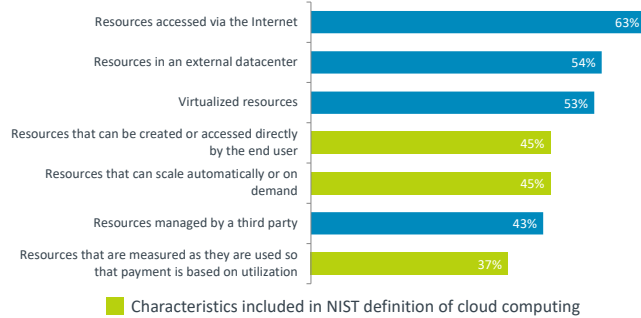 Resources accessed via the Internet
63%
Resources in an external datacenter
54%
Virtualized resources
53%
Resources that can be created or accessed directly
by the end user
45%
Resources that can scale automatically or on
demand
45%
Resources managed by a third party
43%
Resources that are measured as they are used so
that payment is based on utilization
37%
Characteristics included in NIST definition of cloud computing